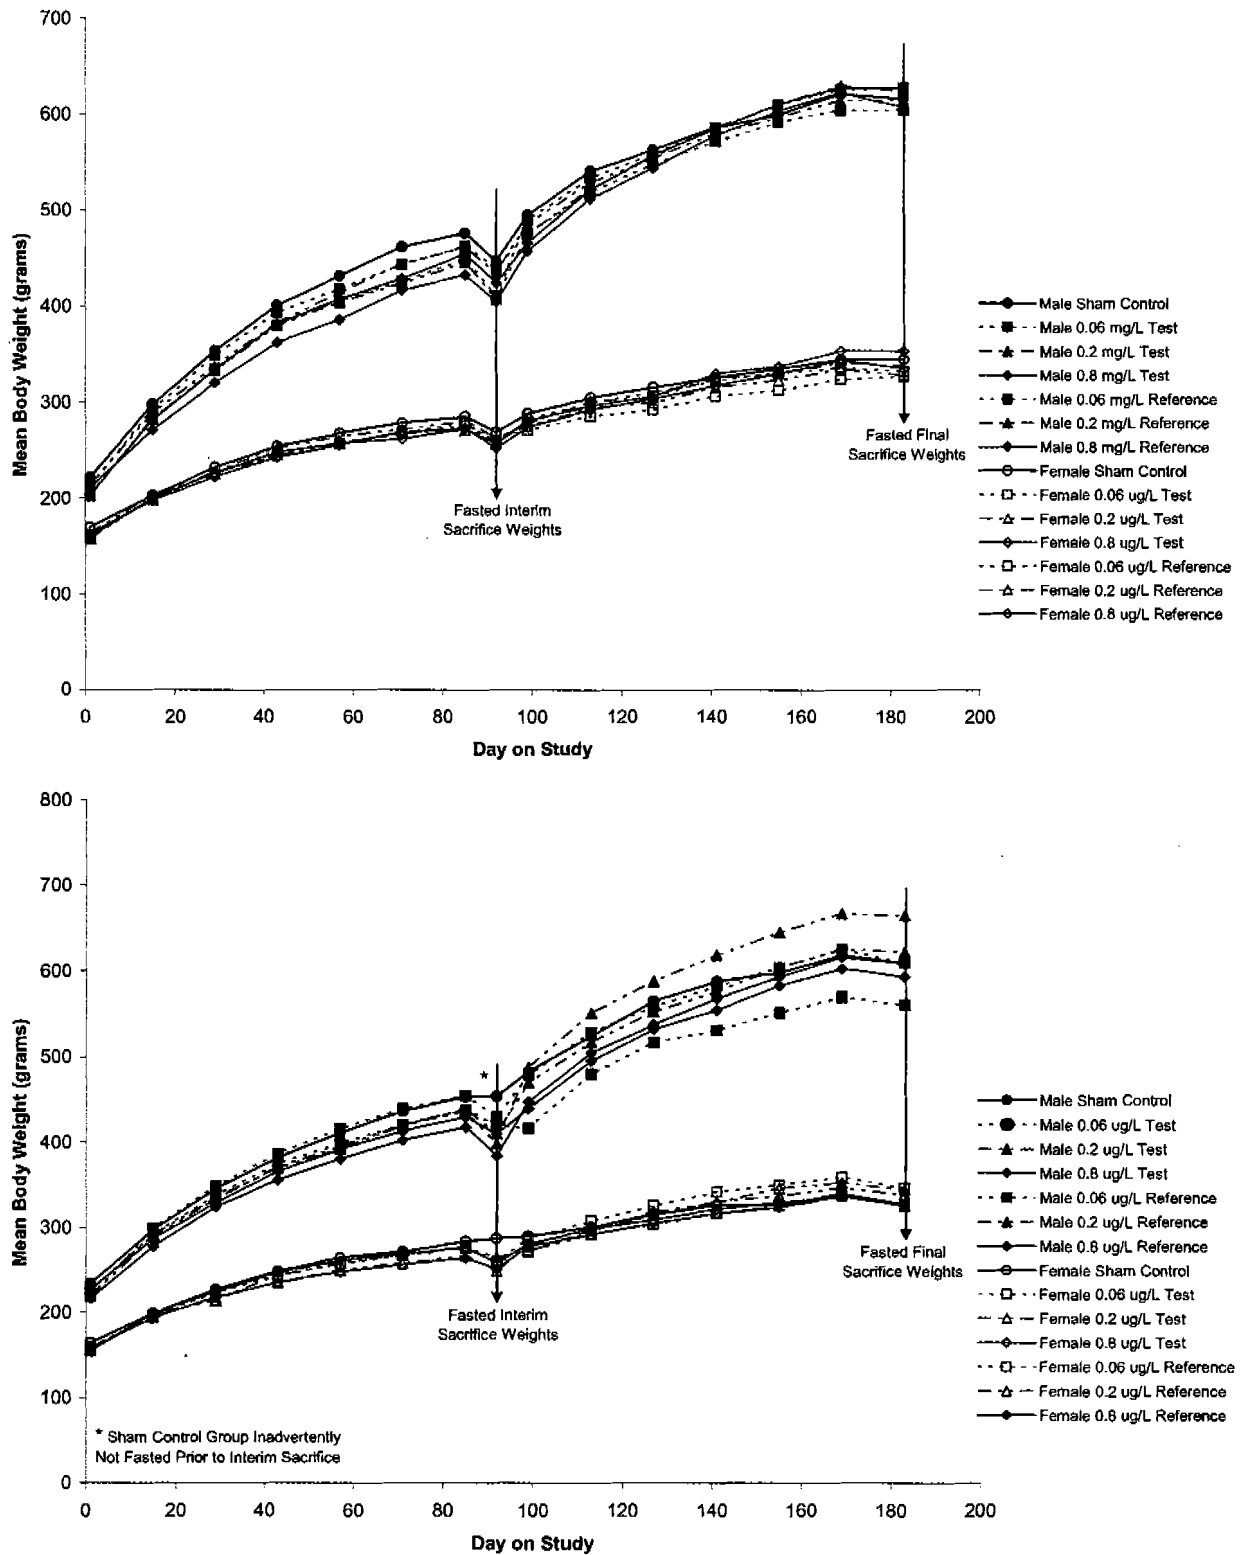 700
600
500
400
300
200
100
0
Mean Body Weight (grams)
0 20 40 60 80 100 120 140 160 180 200
Day on Study
Fasted Interim
Sacrifice Weights
Fasted Final
Sacrifice Weights
Male Sham Control
Male 0.06 mg/L Test
Male 0.2 mg/L Test
Male 0.8 mg/L Test
Male 0.06 mg/L Reference
Male 0.2 mg/L Reference
Male 0.8 mg/L Reference
Female Sham Control
Female 0.06 ug/L Test
Female 0.2 ug/L Test
Female 0.8 ug/L Test
Female 0.06 ug/L Reference
Female 0.2 ug/L Reference
Female 0.8 ug/L Reference
800
700
600
500
400
300
200
100
0
Mean Body Weight (grams)
*
Fasted Interim
Sacrifice Weights
Fasted Final
Sacrifice Weights
* Sham Control Group Inadvertently
Not Fasted Prior to Interim Sacrifice
0 20 40 60 80 100 120 140 160 180 200
Day on Study
Male Sham Control
Male 0.06 ug/L Test
Male 0.2 ug/L Test
Male 0.8 ug/L Test
Male 0.06 ug/L Reference
Male 0.2 ug/L Reference
Male 0.8 ug/L Reference
Female Sham Control
Female 0.06 ug/L Test
Female 0.2 ug/L Test
Female 0.8 ug/L Test
Female 0.06 ug/L Reference
Female 0.2 ug/L Reference
Female 0.8 ug/L Reference